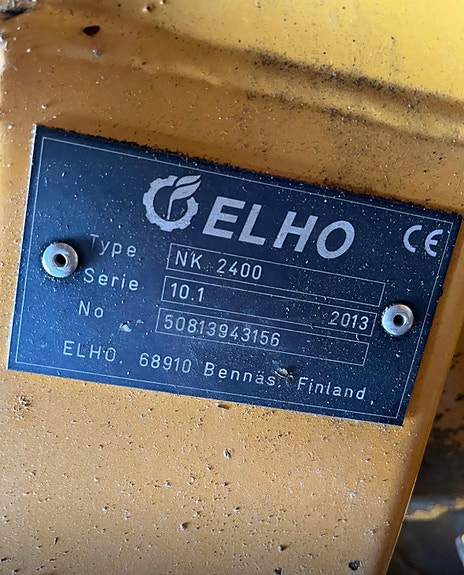 ELHO CE
Type NK 2400
Serie 10.1 2013
No 50813943156
ELHO, 68910 Bennäs, Finland